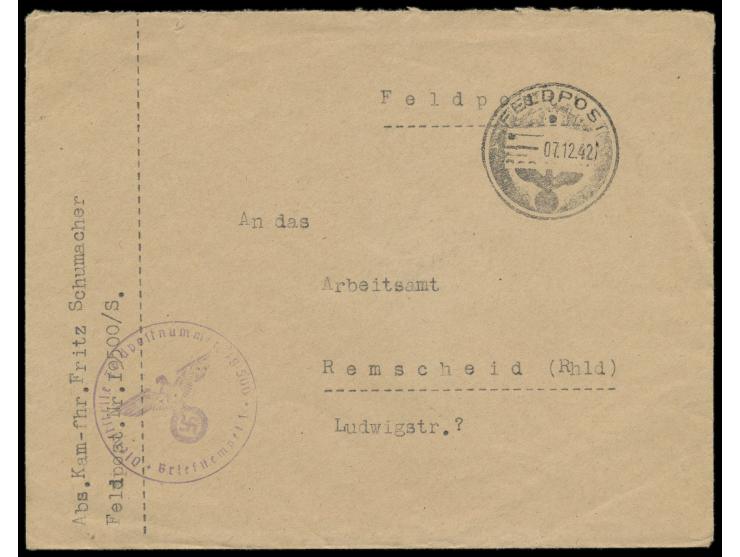 Feldpo
FELDPOST
07.12.42
An das
Arbeitsamt
Remscheid (Rhld)
Ludwigstr.?
Abs.Kam-fhr.Fritz Schumacher
Feldpost.Nr.19500/S.
Briefstempel